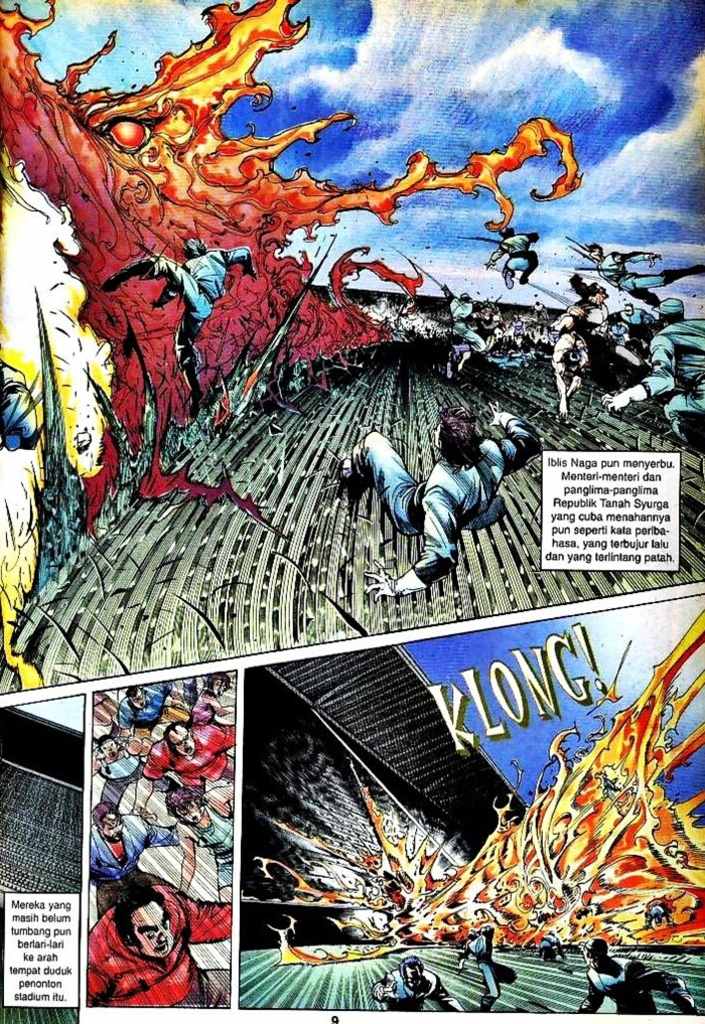 Iblis Naga pun menyerbu.
Menteri-menteri dan
panglima-panglima
Republik Tanah Syurga
yang cuba menahannya
pun seperti kata periba-
hasa, yang terbujur lalu
dan yang terlintang patah.
KLONG!
Mereka yang
masih belum
tumbang pun
berlari-lari
ke arah
tempat duduk
penonton
stadium itu.
9